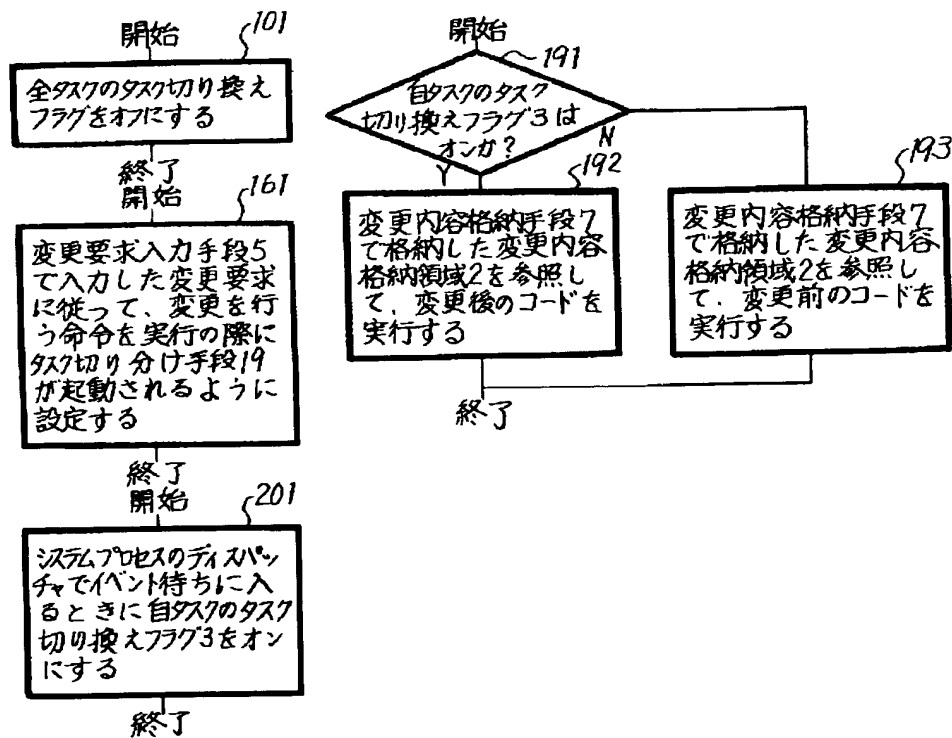 開始
101
全タスクのタスク切り換え
フラグをオフにする
終了
開始
161
変更要求入力手段5
で入力した変更要求
に従って、変更を行
う命令を実行の際に
タスク切り分け手段19
が起動されるように
設定する
終了
開始
201
システムプロセスのディスパッ
チャでイベント待ちに入
るときに自タスクのタスク
切り換えフラグ3をオン
にする
終了
開始
191
自タスクのタスク
切り換えフラグ3は
オンか?
N
Y
192
変更内容格納手段7
で格納した変更内容
格納領域2を参照し
て、変更後のコードを
実行する
193
変更内容格納手段7
で格納した変更内容
格納領域2を参照し
て、変更前のコードを
実行する
終了